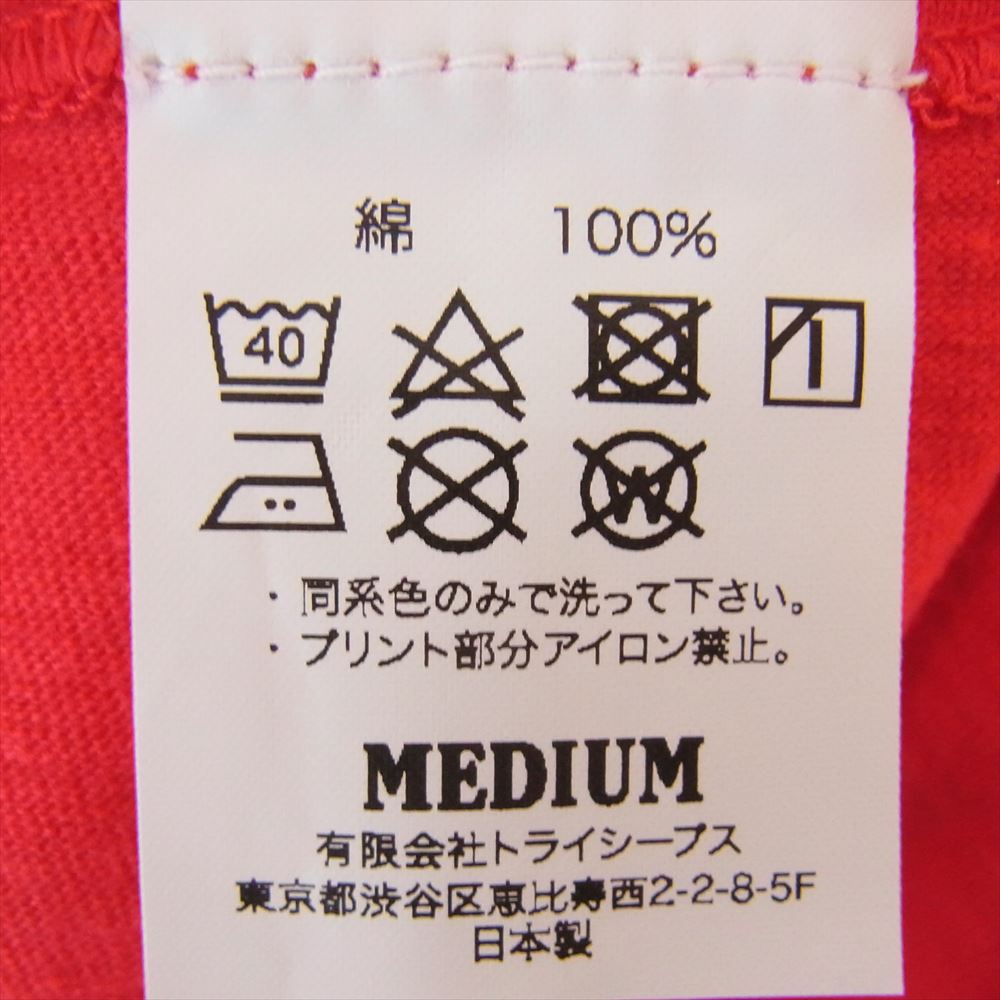 綿 100%
40
W
・同系色のみで洗って下さい。
・プリント部分アイロン禁止。
MEDIUM
有限会社トライシープス
東京都渋谷区恵比寿西2-2-8-5F
日本製